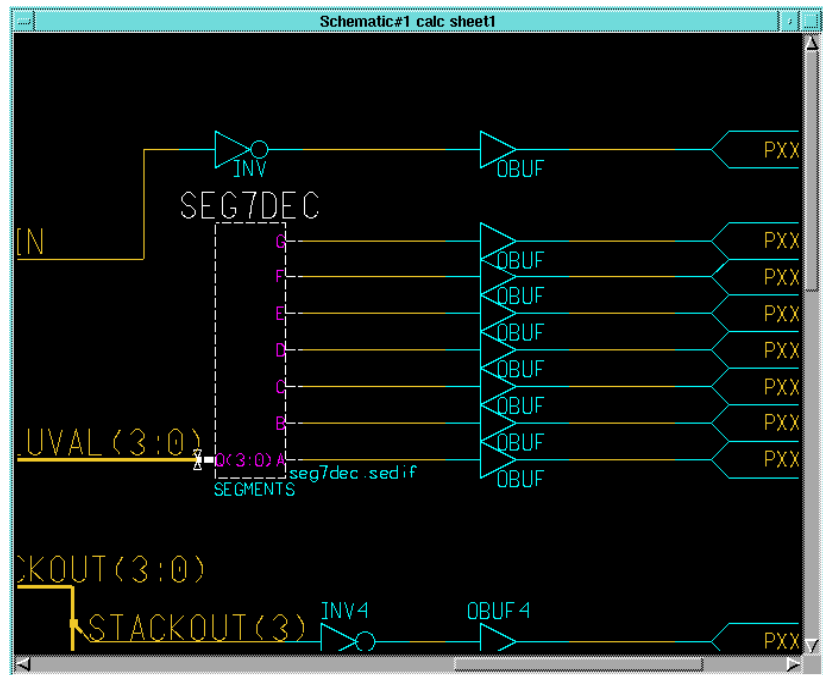 Schematic#1 calc sheet1
PXX
INV
OBUF
SEG7DEC
IN
G
PXX
OBUF
F
PXX
OBUF
E
PXX
OBUF
D
PXX
OBUF
C
PXX
OBUF
B
PXX
LUVAL(3:0)
OBUF
Q(3:0) A
PXX
seg7dec.sedif
OBUF
SEGMENTS
CKOUT(3:0)
INV4
OBUF4
STACKOUT(3)
PXX